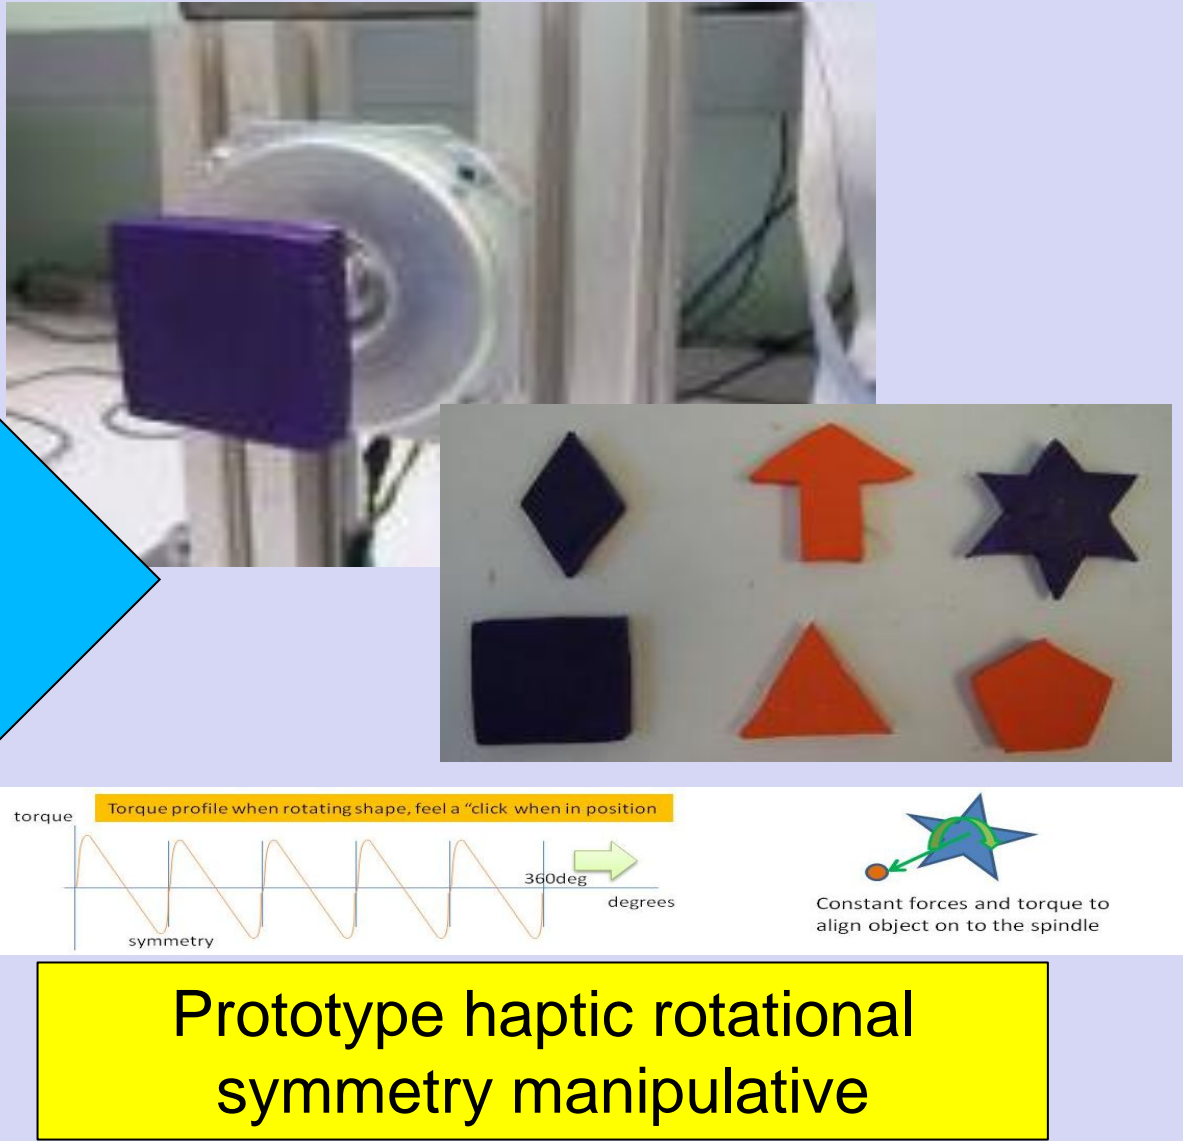 torque
Torque profile when rotating shape, feel a “click when in position
360deg
degrees
symmetry
Constant forces and torque to
align object on to the spindle
Prototype haptic rotational
symmetry manipulative